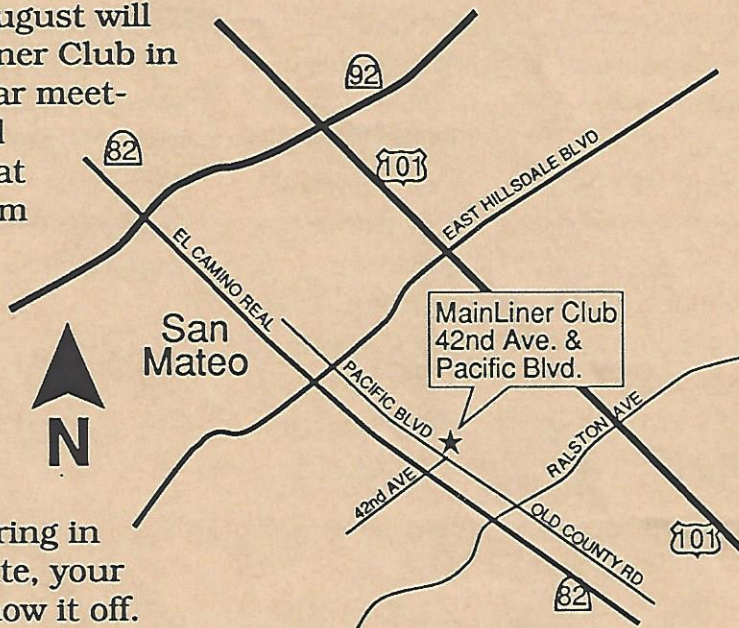 ugust will
ner Club in
ar meet-
l
at
m
92
82
101
EAST HILLSDALE BLVD
EL CAMINO REAL
MainLiner Club
42nd Ave. &
Pacific Blvd.
San
Mateo
PACIFIC BLVD
RALSTON AVE
N
42nd AVE
OLD COUNTY RD
101
82
ring in
te, your
ow it off.